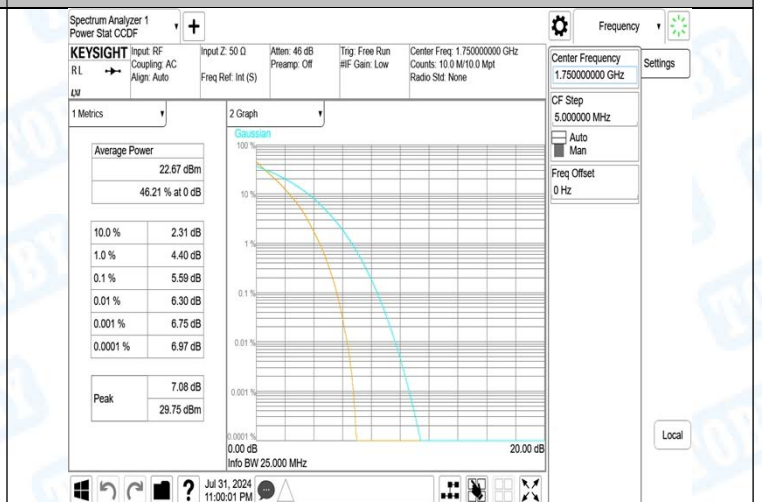 Spectrum Analyzer 1
Power Stat CCDF
Frequency
KEYSIGHT
RL
LXI
Input: RF
Coupling: AC
Align: Auto
Input Z: 50 Ω
Freq Ref: Int (S)
Atten: 46 dB
Preamp: Off
Trig: Free Run
#IF Gain: Low
Center Freq: 1.750000000 GHz
Counts: 10.0 M/10.0 Mpt
Radio Std: None
Center Frequency
1.750000000 GHz
Settings
CF Step
5.000000 MHz
Auto
Man
Freq Offset
0 Hz
1 Metrics
Average Power
22.67 dBm
46.21 % at 0 dB
10.0 % 2.31 dB
1.0 % 4.40 dB
0.1 % 5.59 dB
0.01 % 6.30 dB
0.001 % 6.75 dB
0.0001 % 6.97 dB
Peak
7.08 dB
29.75 dBm
2 Graph
Gaussian
100 %
10 %
1 %
0.1 %
0.01 %
0.001 %
0.0001 %
0.00 dB 20.00 dB
Info BW 25.000 MHz
Local
?
Jul 31, 2024
11:00:01 PM